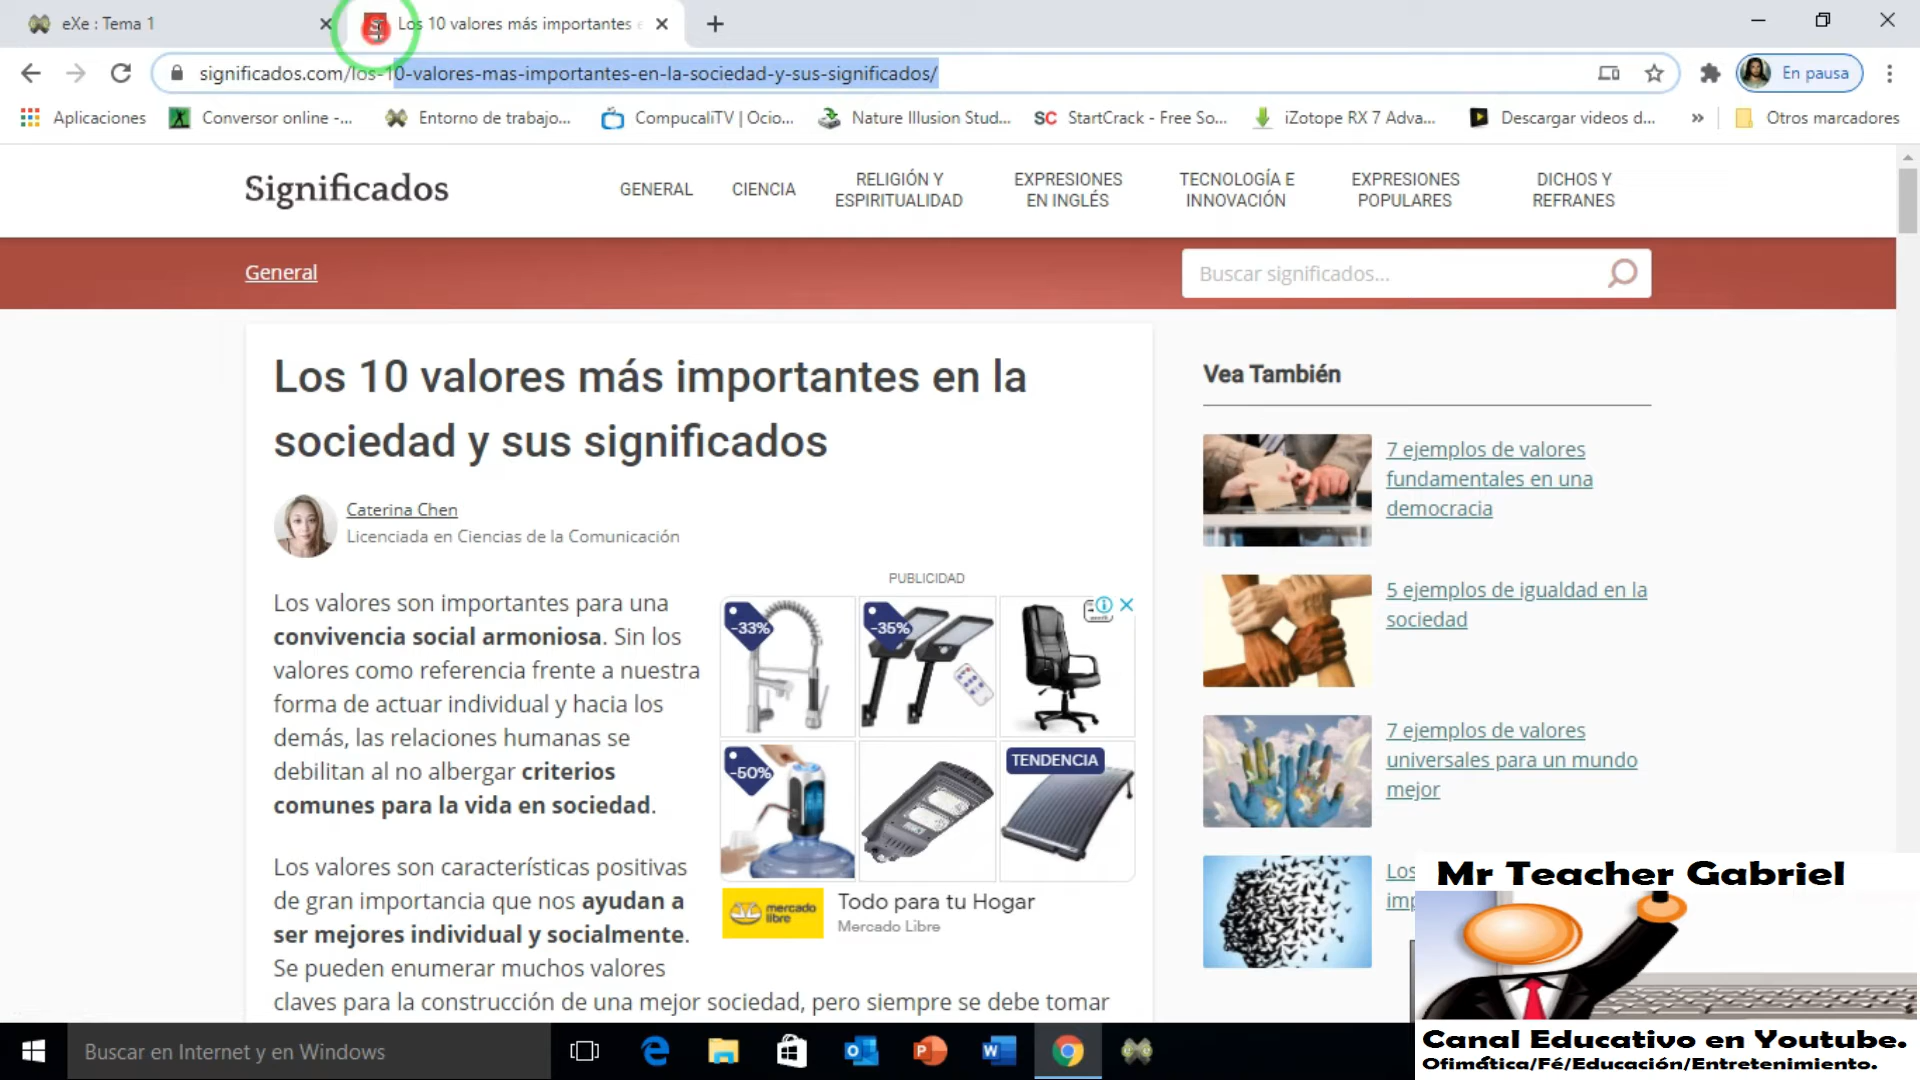 eXe : Tema 1
Los 10 valores más importantes e
significados.com/los-10-valores-mas-importantes-en-la-sociedad-y-sus-significados/
En pausa
Aplicaciones
Conversor online -...
Entorno de trabajo...
CompucaliTV | Ocio...
Nature Illusion Stud...
SC StartCrack - Free So...
iZotope RX 7 Adva...
Descargar videos d...
»
Otros marcadores
Significados
GENERAL
CIENCIA
RELIGIÓN Y
ESPIRITUALIDAD
EXPRESIONES
EN INGLÉS
TECNOLOGÍA E
INNOVACIÓN
EXPRESIONES
POPULARES
DICHOS Y
REFRANES
General
Buscar significados...
Los 10 valores más importantes en la
sociedad y sus significados
Caterina Chen
Licenciada en Ciencias de la Comunicación
Los valores son importantes para una
convivencia social armoniosa. Sin los
valores como referencia frente a nuestra
forma de actuar individual y hacia los
demás, las relaciones humanas se
debilitan al no albergar criterios
comunes para la vida en sociedad.
Los valores son características positivas
de gran importancia que nos ayudan a
ser mejores individual y socialmente.
Se pueden enumerar muchos valores
claves para la construcción de una mejor sociedad, pero siempre se debe tomar
PUBLICIDAD
-33%
-35%
-50%
TENDENCIA
mercado
libre
Todo para tu Hogar
Mercado Libre
Vea También
7 ejemplos de valores
fundamentales en una
democracia
5 ejemplos de igualdad en la
sociedad
7 ejemplos de valores
universales para un mundo
mejor
Los
imp
Mr Teacher Gabriel
Canal Educativo en Youtube.
Ofimática/Fé/Educación/Entretenimiento.
Buscar en Internet y en Windows